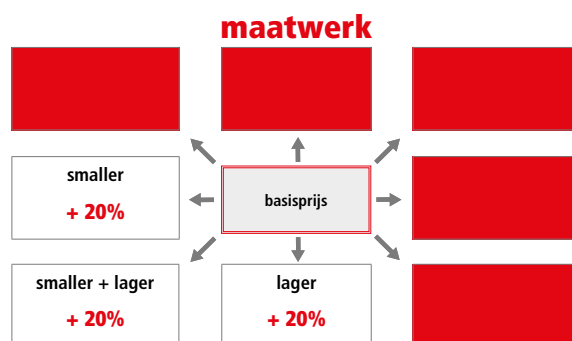 maatwerk
smaller
+ 20%
basisprijs
smaller + lager
+ 20%
lager
+ 20%